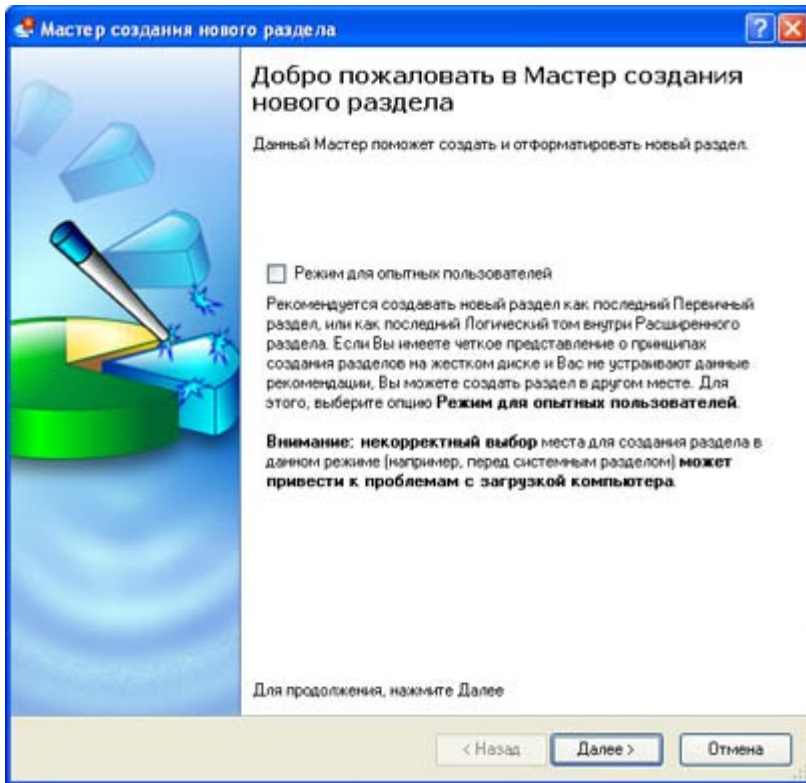 Мастер создания нового раздела
Добро пожаловать в Мастер создания
нового раздела
Данный Мастер поможет создать и отформатировать новый раздел.
Режим для опытных пользователей
Рекомендуется создавать новый раздел как последний Первичный
раздел, или как последний Логический том внутри Расширенного
раздела. Если Вы имеете четкое представление о принципах
создания разделов на жестком диске и Вас не устраивают данные
рекомендации, Вы можете создать раздел в другом месте. Для
этого, выберите опцию Режим для опытных пользователей.
Внимание: некорректный выбор места для создания раздела в
данном режиме (например, перед системным разделом) может
привести к проблемам с загрузкой компьютера.
Для продолжения, нажмите Далее
< Назад
Далее >
Отмена